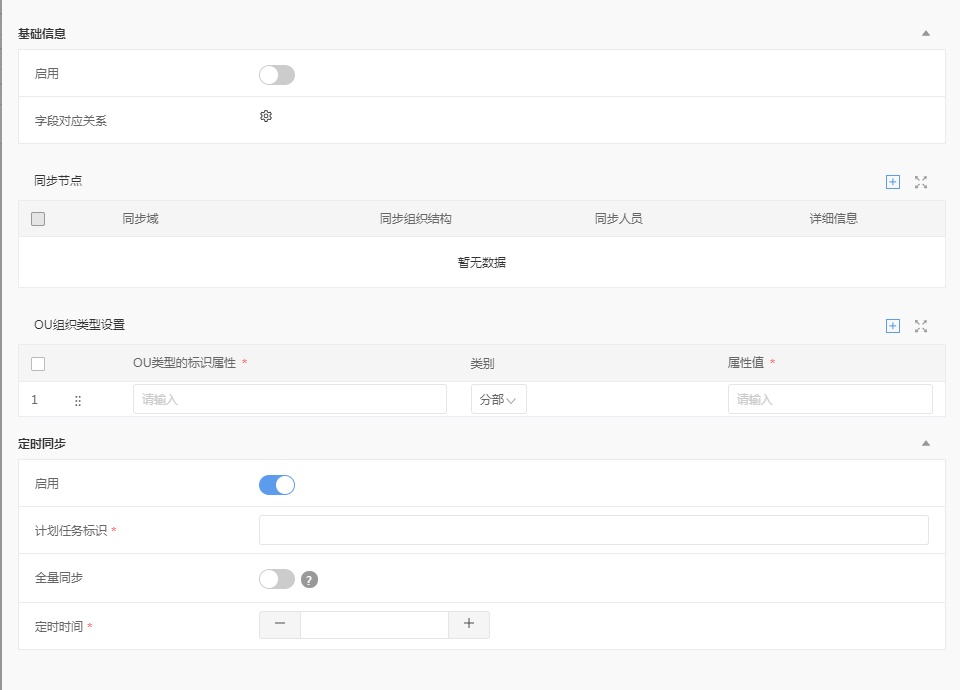 基础信息
启用
字段对应关系
同步节点
同步域 同步组织结构 同步人员 详细信息
暂无数据
OU组织类型设置
OU类型的标识属性 * 类别 属性值 *
1 请输入 分部 请输入
定时同步
启用
计划任务标识 *
全量同步 ?
定时时间 *